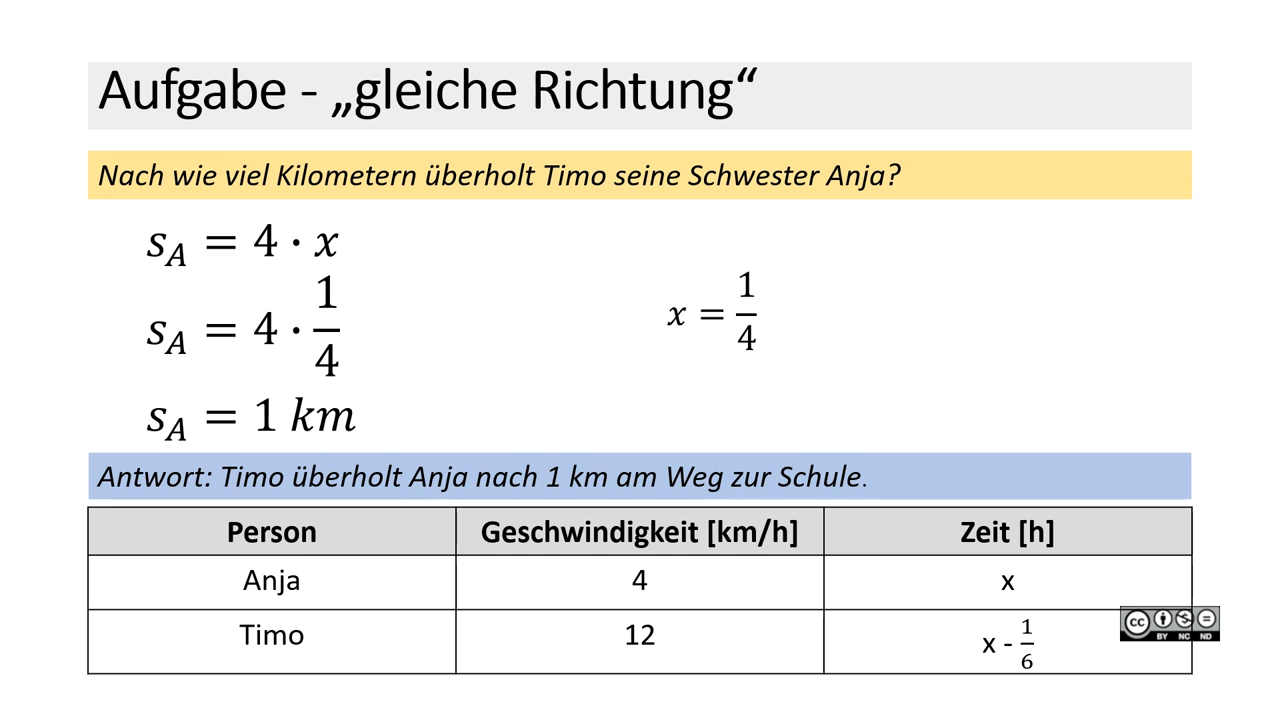 Aufgabe - „gleiche Richtung“
Nach wie viel Kilometern überholt Timo seine Schwester Anja?
s_A = 4 · x
s_A = 4 · 1/4
x = 1/4
s_A = 1 km
Antwort: Timo überholt Anja nach 1 km am Weg zur Schule.
Person Geschwindigkeit [km/h] Zeit [h]
Anja 4 x
Timo 12 x - 1/6
cc BY NC ND